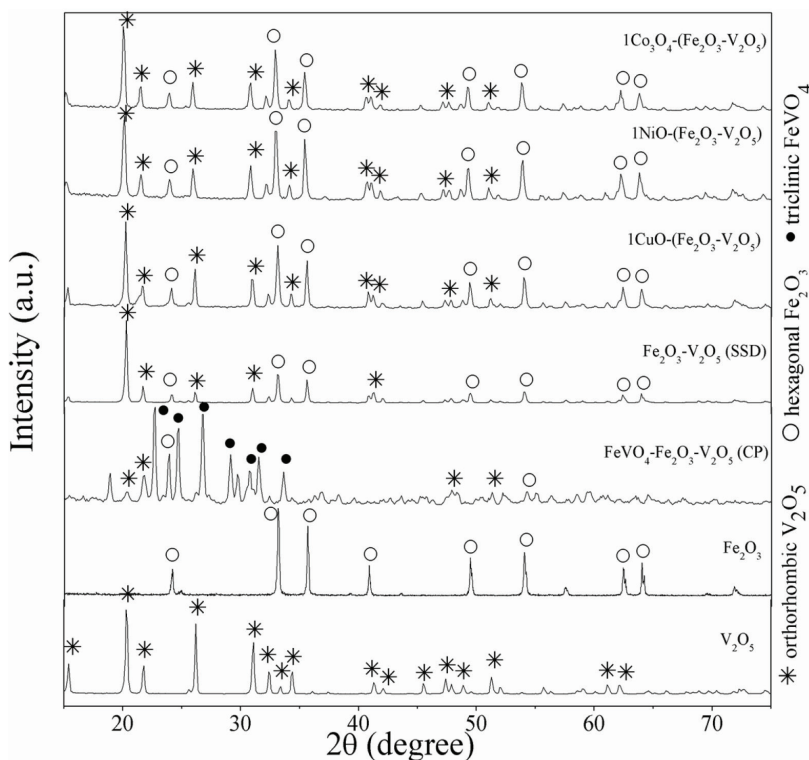 1Co₃O₄-(Fe₂O₃-V₂O₅)
1NiO-(Fe₂O₃-V₂O₅)
1CuO-(Fe₂O₃-V₂O₅)
Fe₂O₃-V₂O₅ (SSD)
FeVO₄-Fe₂O₃-V₂O₅ (CP)
Fe₂O₃
V₂O₅
Intensity (a.u.)
20 30 40 50 60 70
2θ (degree)
✳ orthorhombic V₂O₅ ○ hexagonal Fe₂O₃ ● triclinic FeVO₄